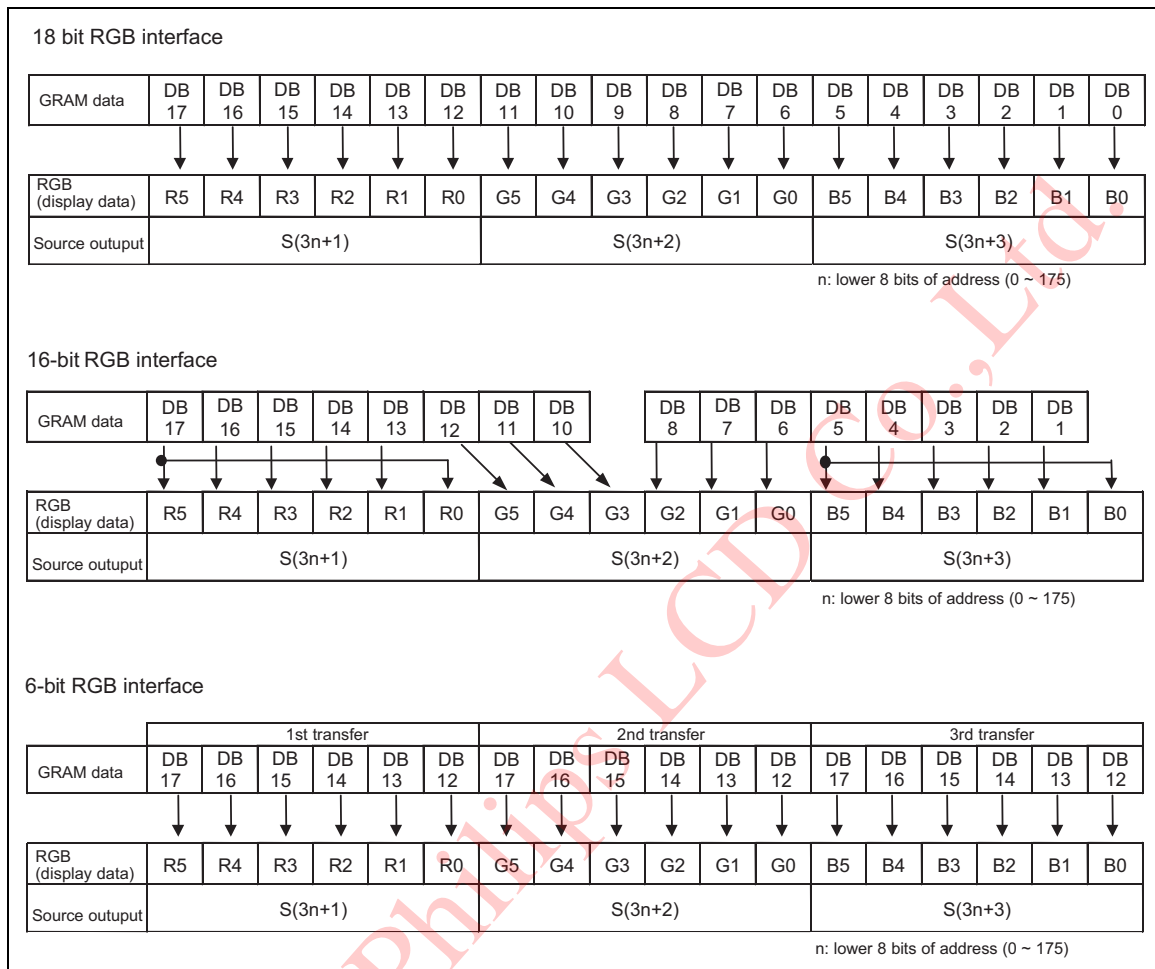 18 bit RGB interface
GRAM data DB 17 DB 16 DB 15 DB 14 DB 13 DB 12 DB 11 DB 10 DB 9 DB 8 DB 7 DB 6 DB 5 DB 4 DB 3 DB 2 DB 1 DB 0
RGB (display data) R5 R4 R3 R2 R1 R0 G5 G4 G3 G2 G1 G0 B5 B4 B3 B2 B1 B0
Source outuput S(3n+1) S(3n+2) S(3n+3)
n: lower 8 bits of address (0 ~ 175)
16-bit RGB interface
GRAM data DB 17 DB 16 DB 15 DB 14 DB 13 DB 12 DB 11 DB 10 DB 8 DB 7 DB 6 DB 5 DB 4 DB 3 DB 2 DB 1
RGB (display data) R5 R4 R3 R2 R1 R0 G5 G4 G3 G2 G1 G0 B5 B4 B3 B2 B1 B0
Source outuput S(3n+1) S(3n+2) S(3n+3)
n: lower 8 bits of address (0 ~ 175)
6-bit RGB interface
1st transfer 2nd transfer 3rd transfer
GRAM data DB 17 DB 16 DB 15 DB 14 DB 13 DB 12 DB 17 DB 16 DB 15 DB 14 DB 13 DB 12 DB 17 DB 16 DB 15 DB 14 DB 13 DB 12
RGB (display data) R5 R4 R3 R2 R1 R0 G5 G4 G3 G2 G1 G0 B5 B4 B3 B2 B1 B0
Source outuput S(3n+1) S(3n+2) S(3n+3)
n: lower 8 bits of address (0 ~ 175)
Philips LCD Co.,Ltd.